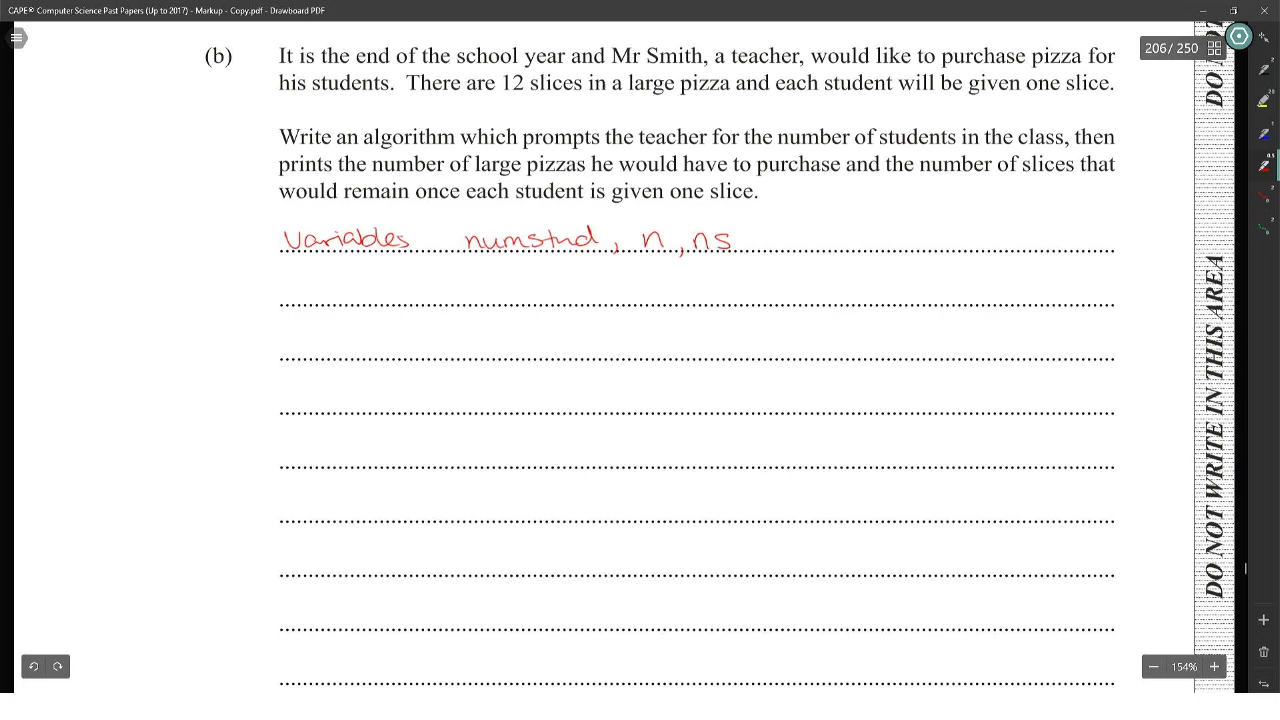 CAPE® Computer Science Past Papers (Up to 2017) - Markup - Copy.pdf - Drawboard PDF
206 / 250
(b) It is the end of the school year and Mr Smith, a teacher, would like to purchase pizza for
his students. There are 12 slices in a large pizza and each student will be given one slice.
Write an algorithm which prompts the teacher for the number of students in the class, then
prints the number of large pizzas he would have to purchase and the number of slices that
would remain once each student is given one slice.
variables numstud, n, ns
DO NOT WRITE IN THIS AREA
154%